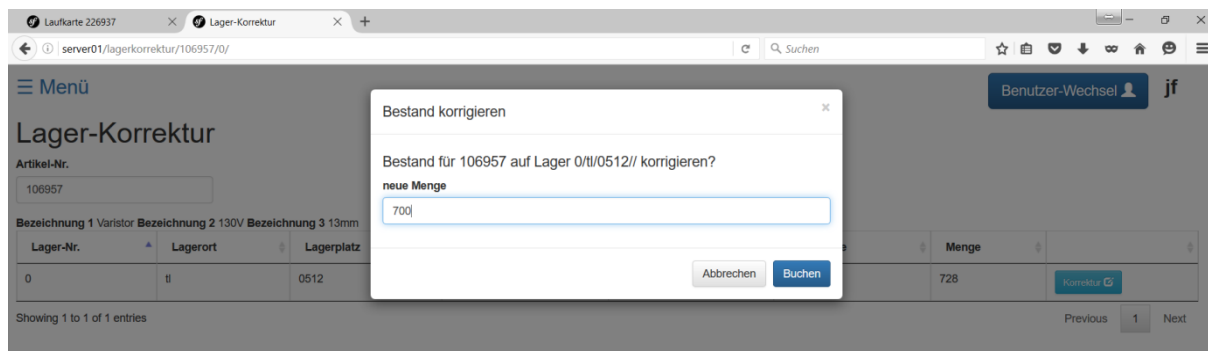 Laufkarte 226937
Lager-Korrektur
server01/lagerkorrektur/106957/0/
Suchen
Menü
Benutzer-Wechsel
jf
Lager-Korrektur
Artikel-Nr.
106957
Bezeichnung 1 Varistor Bezeichnung 2 130V Bezeichnung 3 13mm
Bestand korrigieren
×
Bestand für 106957 auf Lager 0/tl/0512// korrigieren?
neue Menge
700
Abbrechen Buchen
Lager-Nr. Lagerort Lagerplatz Menge
0 tl 0512 728 Korrektur
Showing 1 to 1 of 1 entries
Previous 1 Next